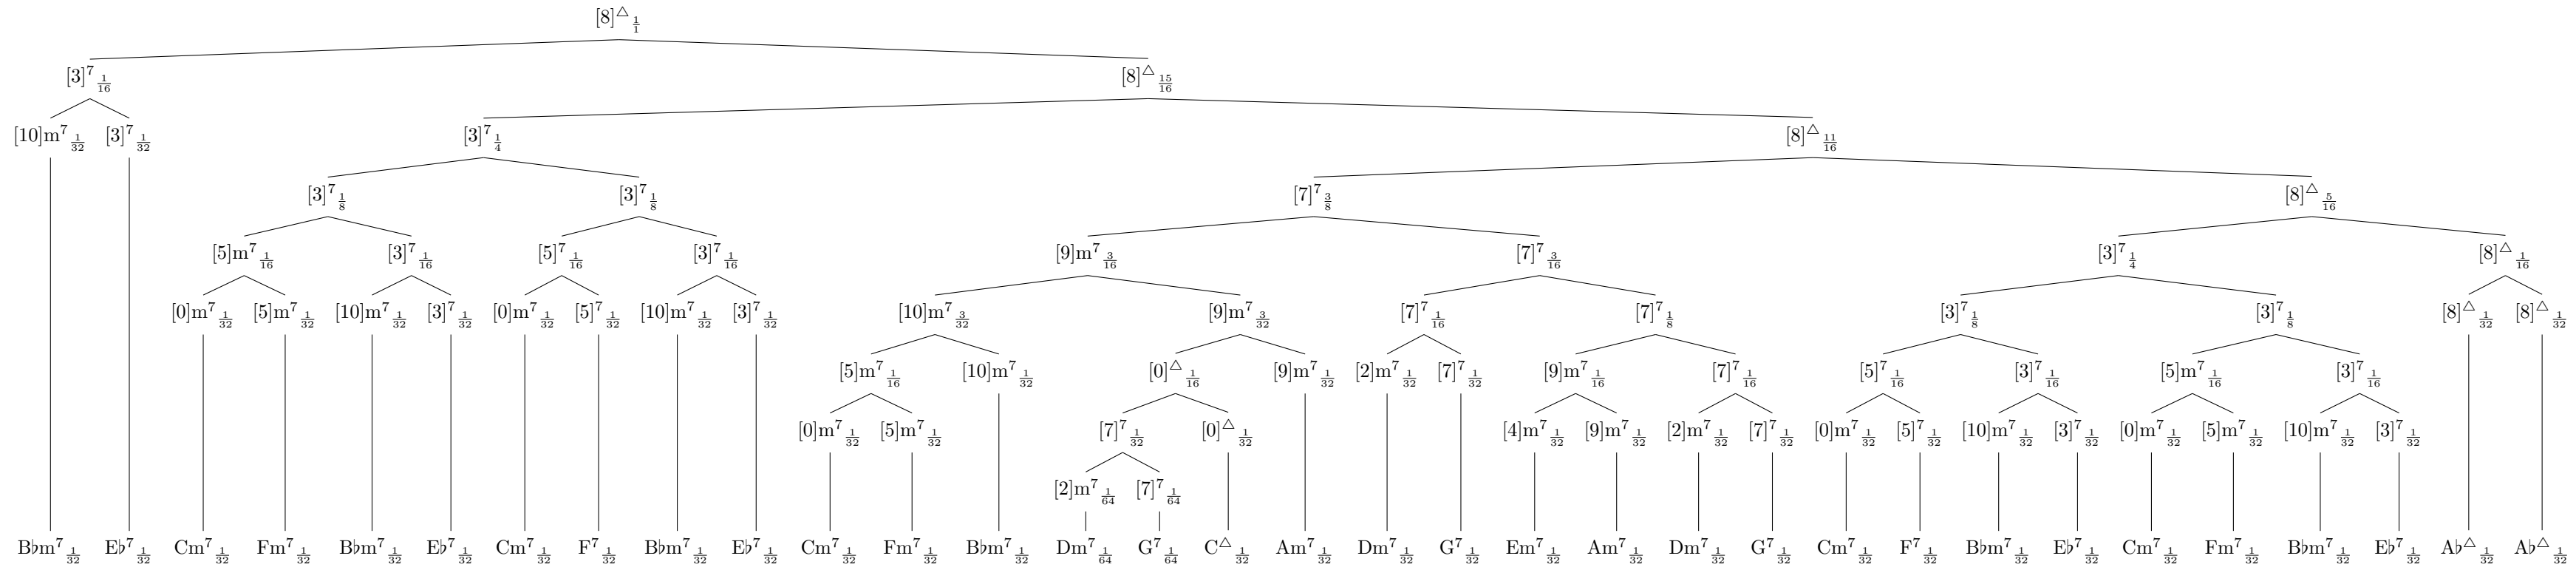 [8]△ 1/1
[3]7 1/16 [8]△ 15/16
[10]m7 1/32 [3]7 1/32 [3]7 1/4 [8]△ 11/16
[3]7 1/8 [3]7 1/8 [7]7 3/8 [8]△ 5/16
[5]m7 1/16 [3]7 1/16 [5]7 1/16 [3]7 1/16 [9]m7 3/16 [7]7 3/16 [3]7 1/4 [8]△ 1/16
[0]m7 1/32 [5]m7 1/32 [10]m7 1/32 [3]7 1/32 [0]m7 1/32 [5]7 1/32 [10]m7 1/32 [3]7 1/32 [10]m7 3/32 [9]m7 3/32 [7]7 1/16 [7]7 1/8 [3]7 1/8 [3]7 1/8 [8]△ 1/32 [8]△ 1/32
[5]m7 1/16 [10]m7 1/32 [0]△ 1/16 [9]m7 1/32 [2]m7 1/32 [7]7 1/32 [9]m7 1/16 [7]7 1/16 [5]7 1/16 [3]7 1/16 [5]m7 1/16 [3]7 1/16
[0]m7 1/32 [5]m7 1/32 [7]7 1/32 [0]△ 1/32 [4]m7 1/32 [9]m7 1/32 [2]m7 1/32 [7]7 1/32 [0]m7 1/32 [5]7 1/32 [10]m7 1/32 [3]7 1/32 [0]m7 1/32 [5]m7 1/32 [10]m7 1/32 [3]7 1/32
[2]m7 1/64 [7]7 1/64
B♭m7 1/32 E♭7 1/32 Cm7 1/32 Fm7 1/32 B♭m7 1/32 E♭7 1/32 Cm7 1/32 F7 1/32 B♭m7 1/32 E♭7 1/32 Cm7 1/32 Fm7 1/32 B♭m7 1/32 Dm7 1/64 G7 1/64 C△ 1/32 Am7 1/32 Dm7 1/32 G7 1/32 Em7 1/32 Am7 1/32 Dm7 1/32 G7 1/32 Cm7 1/32 F7 1/32 B♭m7 1/32 E♭7 1/32 Cm7 1/32 Fm7 1/32 B♭m7 1/32 E♭7 1/32 A♭△ 1/32 A♭△ 1/32